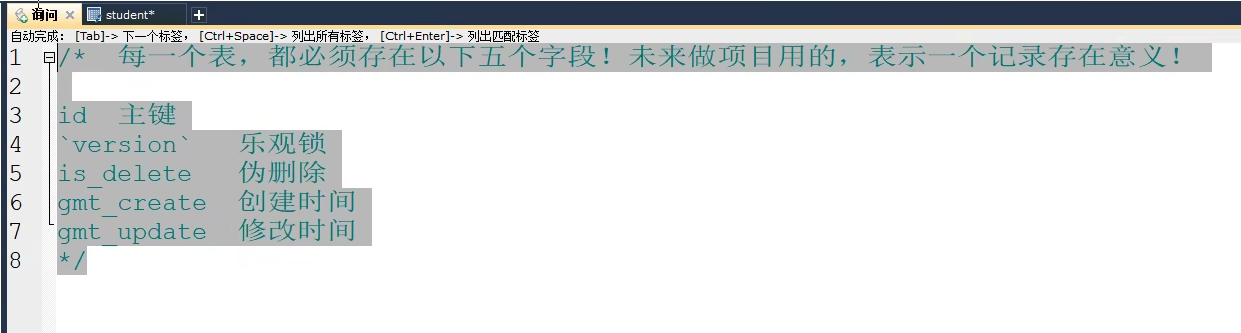 询问 student*
自动完成： [Tab]-> 下一个标签， [Ctrl+Space]-> 列出所有标签， [Ctrl+Enter]-> 列出匹配标签
1 /*  每一个表，都必须存在以下五个字段！未来做项目用的，表示一个记录存在意义！
2
3 id  主键
4 `version`   乐观锁
5 is_delete   伪删除
6 gmt_create  创建时间
7 gmt_update  修改时间
8 */